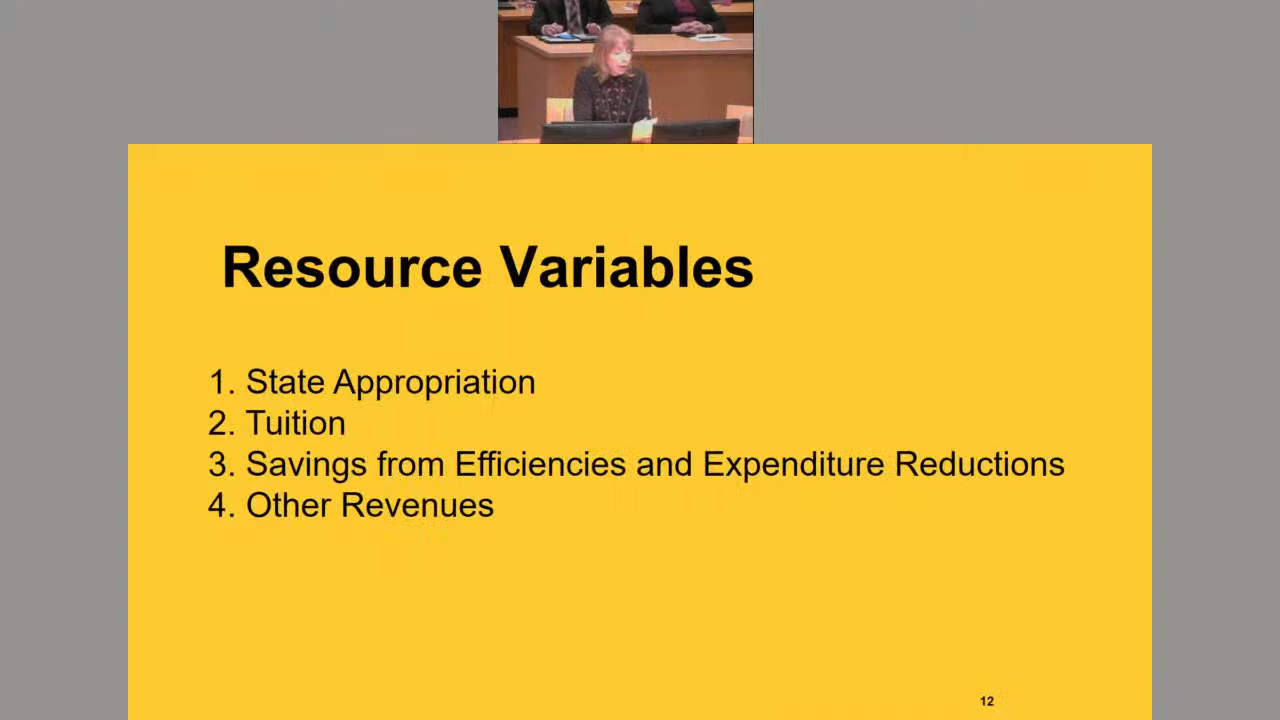 Resource Variables
1. State Appropriation
2. Tuition
3. Savings from Efficiencies and Expenditure Reductions
4. Other Revenues
12